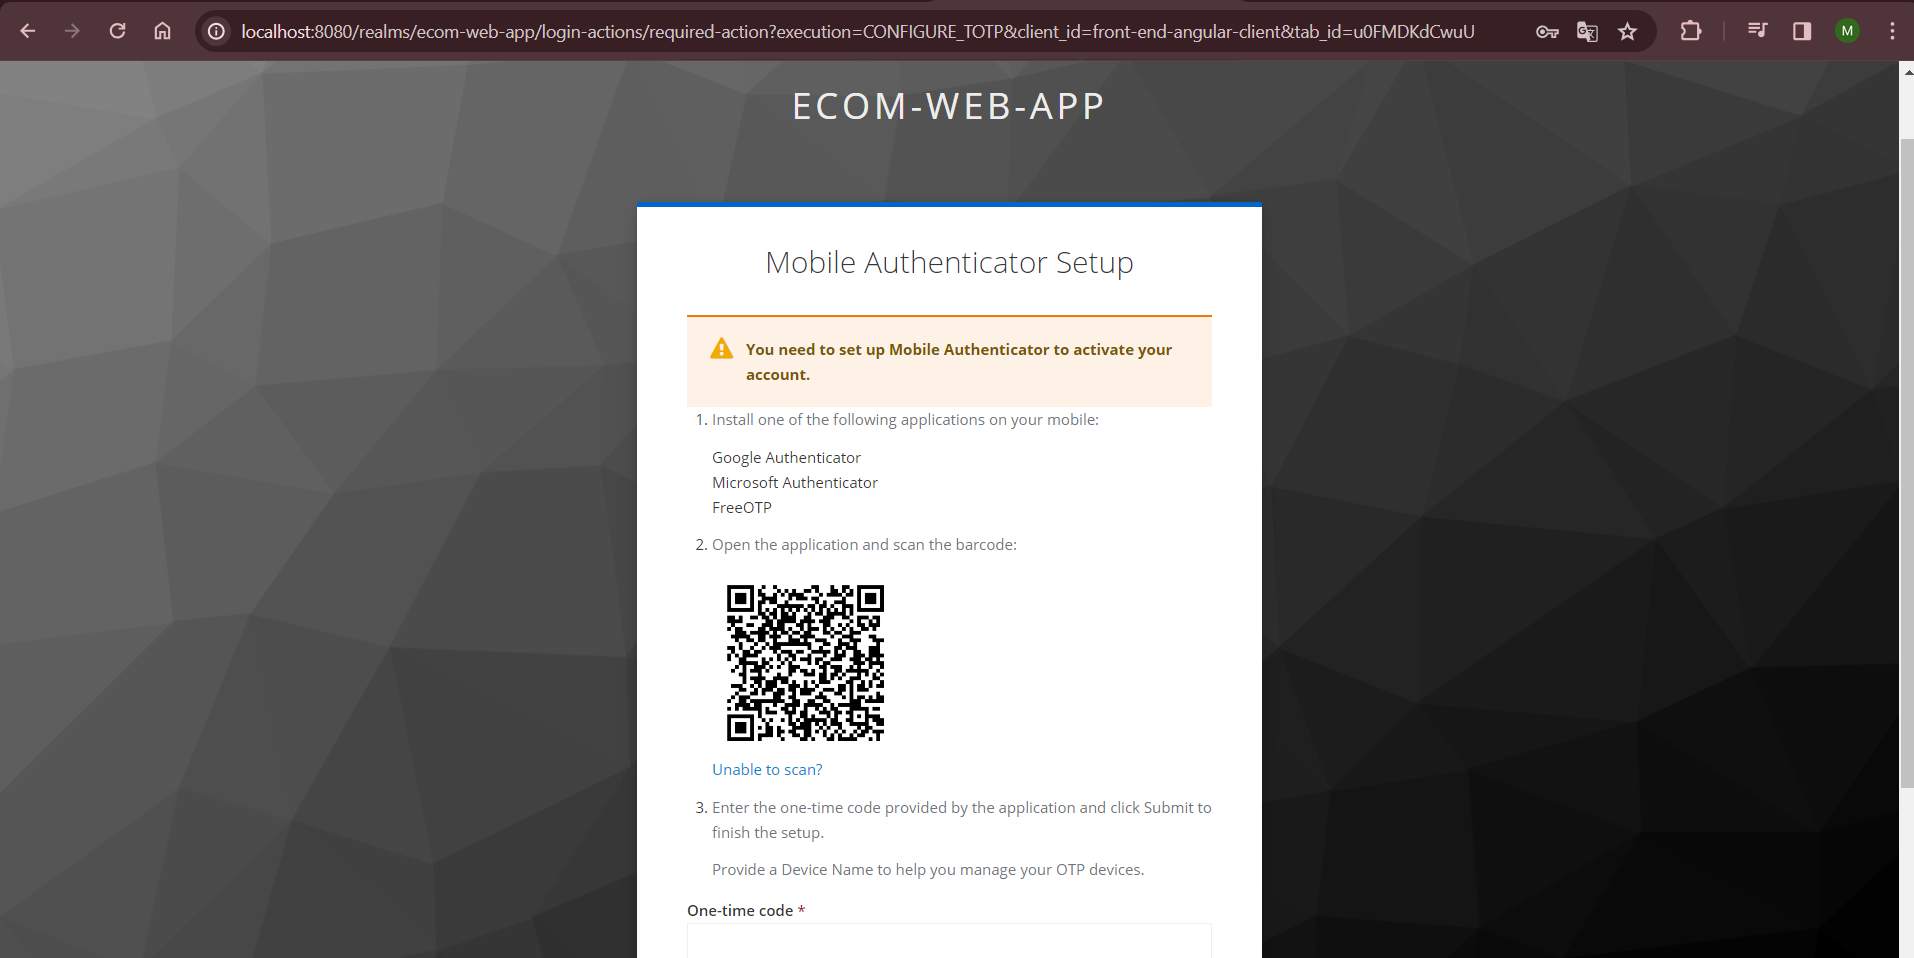 localhost:8080/realms/ecom-web-app/login-actions/required-action?execution=CONFIGURE_TOTP&client_id=front-end-angular-client&tab_id=u0FMDKdCwuU
M
ECOM-WEB-APP
Mobile Authenticator Setup
You need to set up Mobile Authenticator to activate your
account.
1. Install one of the following applications on your mobile:
Google Authenticator
Microsoft Authenticator
FreeOTP
2. Open the application and scan the barcode:
Unable to scan?
3. Enter the one-time code provided by the application and click Submit to
finish the setup.
Provide a Device Name to help you manage your OTP devices.
One-time code *